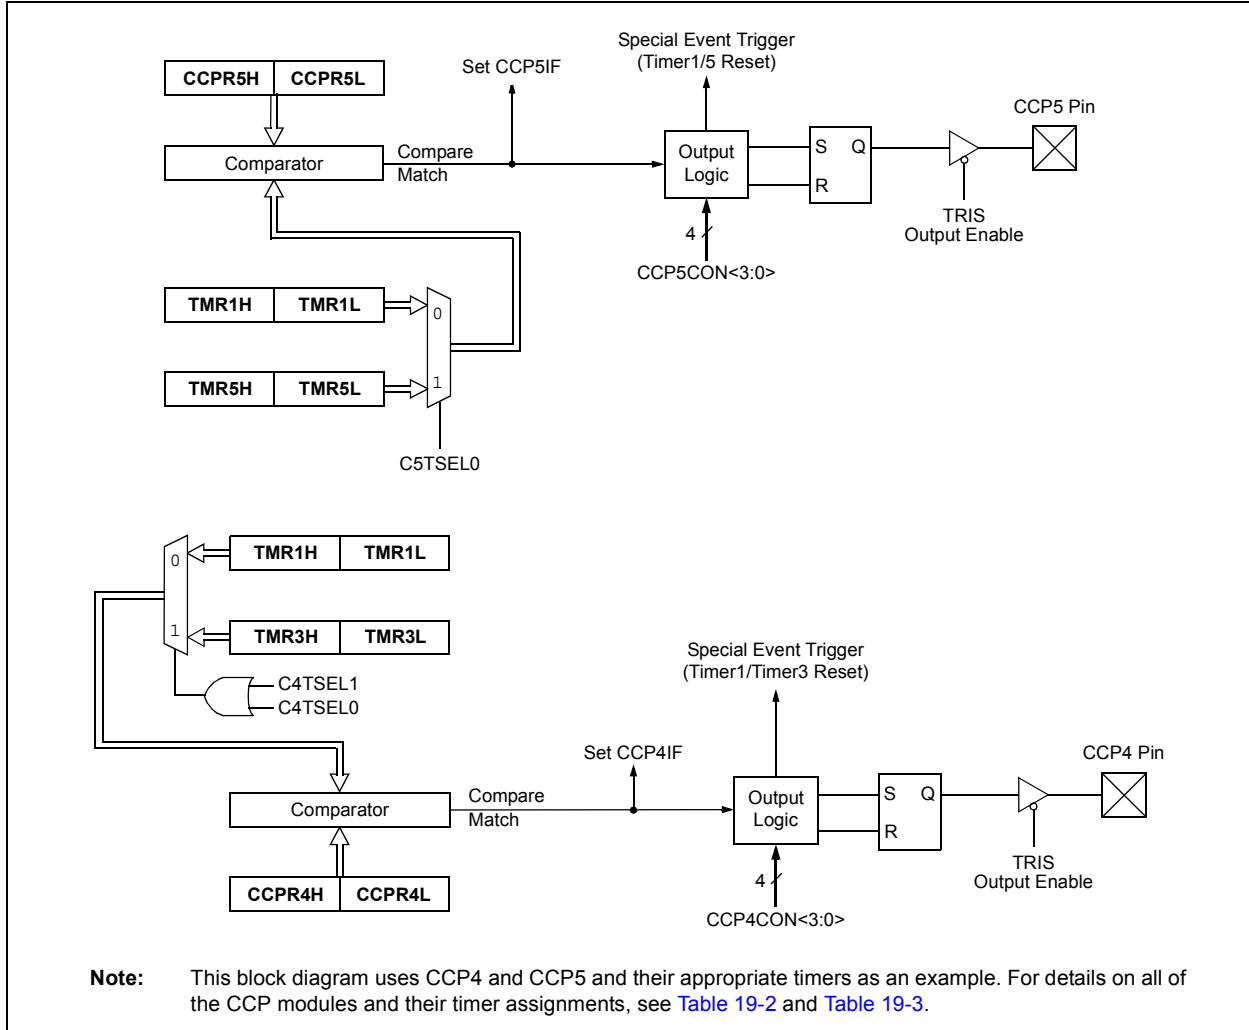 Special Event Trigger
(Timer1/5 Reset)
Set CCP5IF
CCPR5H CCPR5L
CCP5 Pin
Comparator
Compare
Match
Output
Logic
S Q
R
TRIS
Output Enable
4
CCP5CON<3:0>
TMR1H TMR1L
0
TMR5H TMR5L
1
C5TSEL0
0
TMR1H TMR1L
1
TMR3H TMR3L
C4TSEL1
C4TSEL0
Special Event Trigger
(Timer1/Timer3 Reset)
Set CCP4IF
CCP4 Pin
Comparator
Compare
Match
Output
Logic
S Q
R
TRIS
Output Enable
4
CCPR4H CCPR4L
CCP4CON<3:0>
Note: This block diagram uses CCP4 and CCP5 and their appropriate timers as an example. For details on all of
the CCP modules and their timer assignments, see Table 19-2 and Table 19-3.